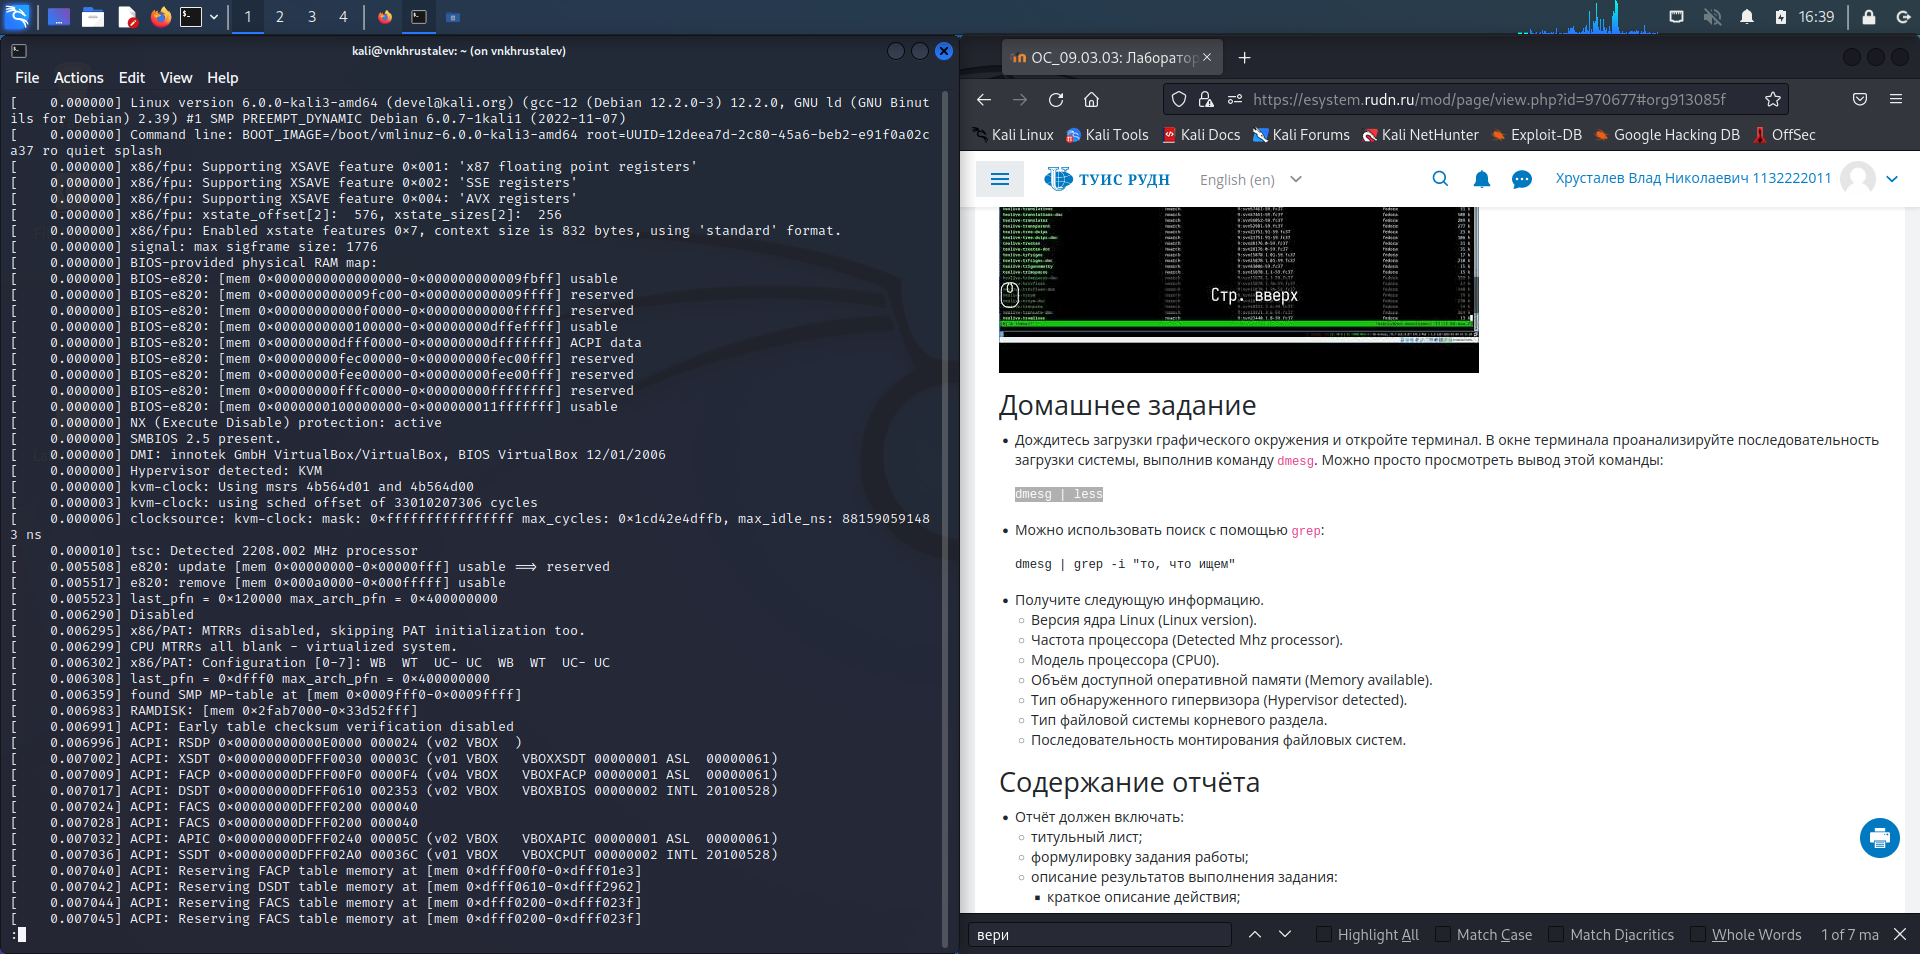 1 2 3 4
16:39
kali@vnkhrustalev: ~ (on vnkhrustalev)
File Actions Edit View Help
[    0.000000] Linux version 6.0.0-kali3-amd64 (devel@kali.org) (gcc-12 (Debian 12.2.0-3) 12.2.0, GNU ld (GNU Binut
ils for Debian) 2.39) #1 SMP PREEMPT_DYNAMIC Debian 6.0.7-1kali1 (2022-11-07)
[    0.000000] Command line: BOOT_IMAGE=/boot/vmlinuz-6.0.0-kali3-amd64 root=UUID=12deea7d-2c80-45a6-beb2-e91f0a02c
a37 ro quiet splash
[    0.000000] x86/fpu: Supporting XSAVE feature 0×001: 'x87 floating point registers'
[    0.000000] x86/fpu: Supporting XSAVE feature 0×002: 'SSE registers'
[    0.000000] x86/fpu: Supporting XSAVE feature 0×004: 'AVX registers'
[    0.000000] x86/fpu: xstate_offset[2]:  576, xstate_sizes[2]:  256
[    0.000000] x86/fpu: Enabled xstate features 0×7, context size is 832 bytes, using 'standard' format.
[    0.000000] signal: max sigframe size: 1776
[    0.000000] BIOS-provided physical RAM map:
[    0.000000] BIOS-e820: [mem 0×0000000000000000-0×000000000009fbff] usable
[    0.000000] BIOS-e820: [mem 0×000000000009fc00-0×000000000009ffff] reserved
[    0.000000] BIOS-e820: [mem 0×00000000000f0000-0×00000000000fffff] reserved
[    0.000000] BIOS-e820: [mem 0×0000000000100000-0×00000000dffeffff] usable
[    0.000000] BIOS-e820: [mem 0×00000000dfff0000-0×00000000dfffffff] ACPI data
[    0.000000] BIOS-e820: [mem 0×00000000fec00000-0×00000000fec00fff] reserved
[    0.000000] BIOS-e820: [mem 0×00000000fee00000-0×00000000fee00fff] reserved
[    0.000000] BIOS-e820: [mem 0×00000000fffc0000-0×00000000ffffffff] reserved
[    0.000000] BIOS-e820: [mem 0×0000000100000000-0×000000011fffffff] usable
[    0.000000] NX (Execute Disable) protection: active
[    0.000000] SMBIOS 2.5 present.
[    0.000000] DMI: innotek GmbH VirtualBox/VirtualBox, BIOS VirtualBox 12/01/2006
[    0.000000] Hypervisor detected: KVM
[    0.000000] kvm-clock: Using msrs 4b564d01 and 4b564d00
[    0.000003] kvm-clock: using sched offset of 33010207306 cycles
[    0.000006] clocksource: kvm-clock: mask: 0×ffffffffffffffff max_cycles: 0×1cd42e4dffb, max_idle_ns: 88159059148
3 ns
[    0.000010] tsc: Detected 2208.002 MHz processor
[    0.005508] e820: update [mem 0×00000000-0×00000fff] usable ⟹ reserved
[    0.005517] e820: remove [mem 0×000a0000-0×000fffff] usable
[    0.005523] last_pfn = 0×120000 max_arch_pfn = 0×400000000
[    0.006290] Disabled
[    0.006295] x86/PAT: MTRRs disabled, skipping PAT initialization too.
[    0.006299] CPU MTRRs all blank - virtualized system.
[    0.006302] x86/PAT: Configuration [0-7]: WB  WT  UC- UC  WB  WT  UC- UC
[    0.006308] last_pfn = 0×dfff0 max_arch_pfn = 0×400000000
[    0.006359] found SMP MP-table at [mem 0×0009fff0-0×0009ffff]
[    0.006983] RAMDISK: [mem 0×2fab7000-0×33d52fff]
[    0.006991] ACPI: Early table checksum verification disabled
[    0.006996] ACPI: RSDP 0×00000000000E0000 000024 (v02 VBOX  )
[    0.007002] ACPI: XSDT 0×00000000DFFF0030 00003C (v01 VBOX   VBOXXSDT 00000001 ASL  00000061)
[    0.007009] ACPI: FACP 0×00000000DFFF00F0 0000F4 (v04 VBOX   VBOXFACP 00000001 ASL  00000061)
[    0.007017] ACPI: DSDT 0×00000000DFFF0610 002353 (v02 VBOX   VBOXBIOS 00000002 INTL 20100528)
[    0.007024] ACPI: FACS 0×00000000DFFF0200 000040
[    0.007028] ACPI: FACS 0×00000000DFFF0200 000040
[    0.007032] ACPI: APIC 0×00000000DFFF0240 00005C (v02 VBOX   VBOXAPIC 00000001 ASL  00000061)
[    0.007036] ACPI: SSDT 0×00000000DFFF02A0 00036C (v01 VBOX   VBOXCPUT 00000002 INTL 20100528)
[    0.007040] ACPI: Reserving FACP table memory at [mem 0×dfff00f0-0×dfff01e3]
[    0.007042] ACPI: Reserving DSDT table memory at [mem 0×dfff0610-0×dfff2962]
[    0.007044] ACPI: Reserving FACS table memory at [mem 0×dfff0200-0×dfff023f]
[    0.007045] ACPI: Reserving FACS table memory at [mem 0×dfff0200-0×dfff023f]
:
ОС_09.03.03: Лаборатор
https://esystem.rudn.ru/mod/page/view.php?id=970677#org913085f
Kali Linux Kali Tools Kali Docs Kali Forums Kali NetHunter Exploit-DB Google Hacking DB OffSec
ТУИС РУДН English (en) Хрусталев Влад Николаевич 1132222011
Стр. вверх
Домашнее задание
Дождитесь загрузки графического окружения и откройте терминал. В окне терминала проанализируйте последовательность
загрузки системы, выполнив команду dmesg. Можно просто просмотреть вывод этой команды:
dmesg | less
Можно использовать поиск с помощью grep:
dmesg | grep -i "то, что ищем"
Получите следующую информацию.
Версия ядра Linux (Linux version).
Частота процессора (Detected Mhz processor).
Модель процессора (CPU0).
Объём доступной оперативной памяти (Memory available).
Тип обнаруженного гипервизора (Hypervisor detected).
Тип файловой системы корневого раздела.
Последовательность монтирования файловых систем.
Содержание отчёта
Отчёт должен включать:
титульный лист;
формулировку задания работы;
описание результатов выполнения задания:
краткое описание действия;
вери
Highlight All Match Case Match Diacritics Whole Words 1 of 7 ma